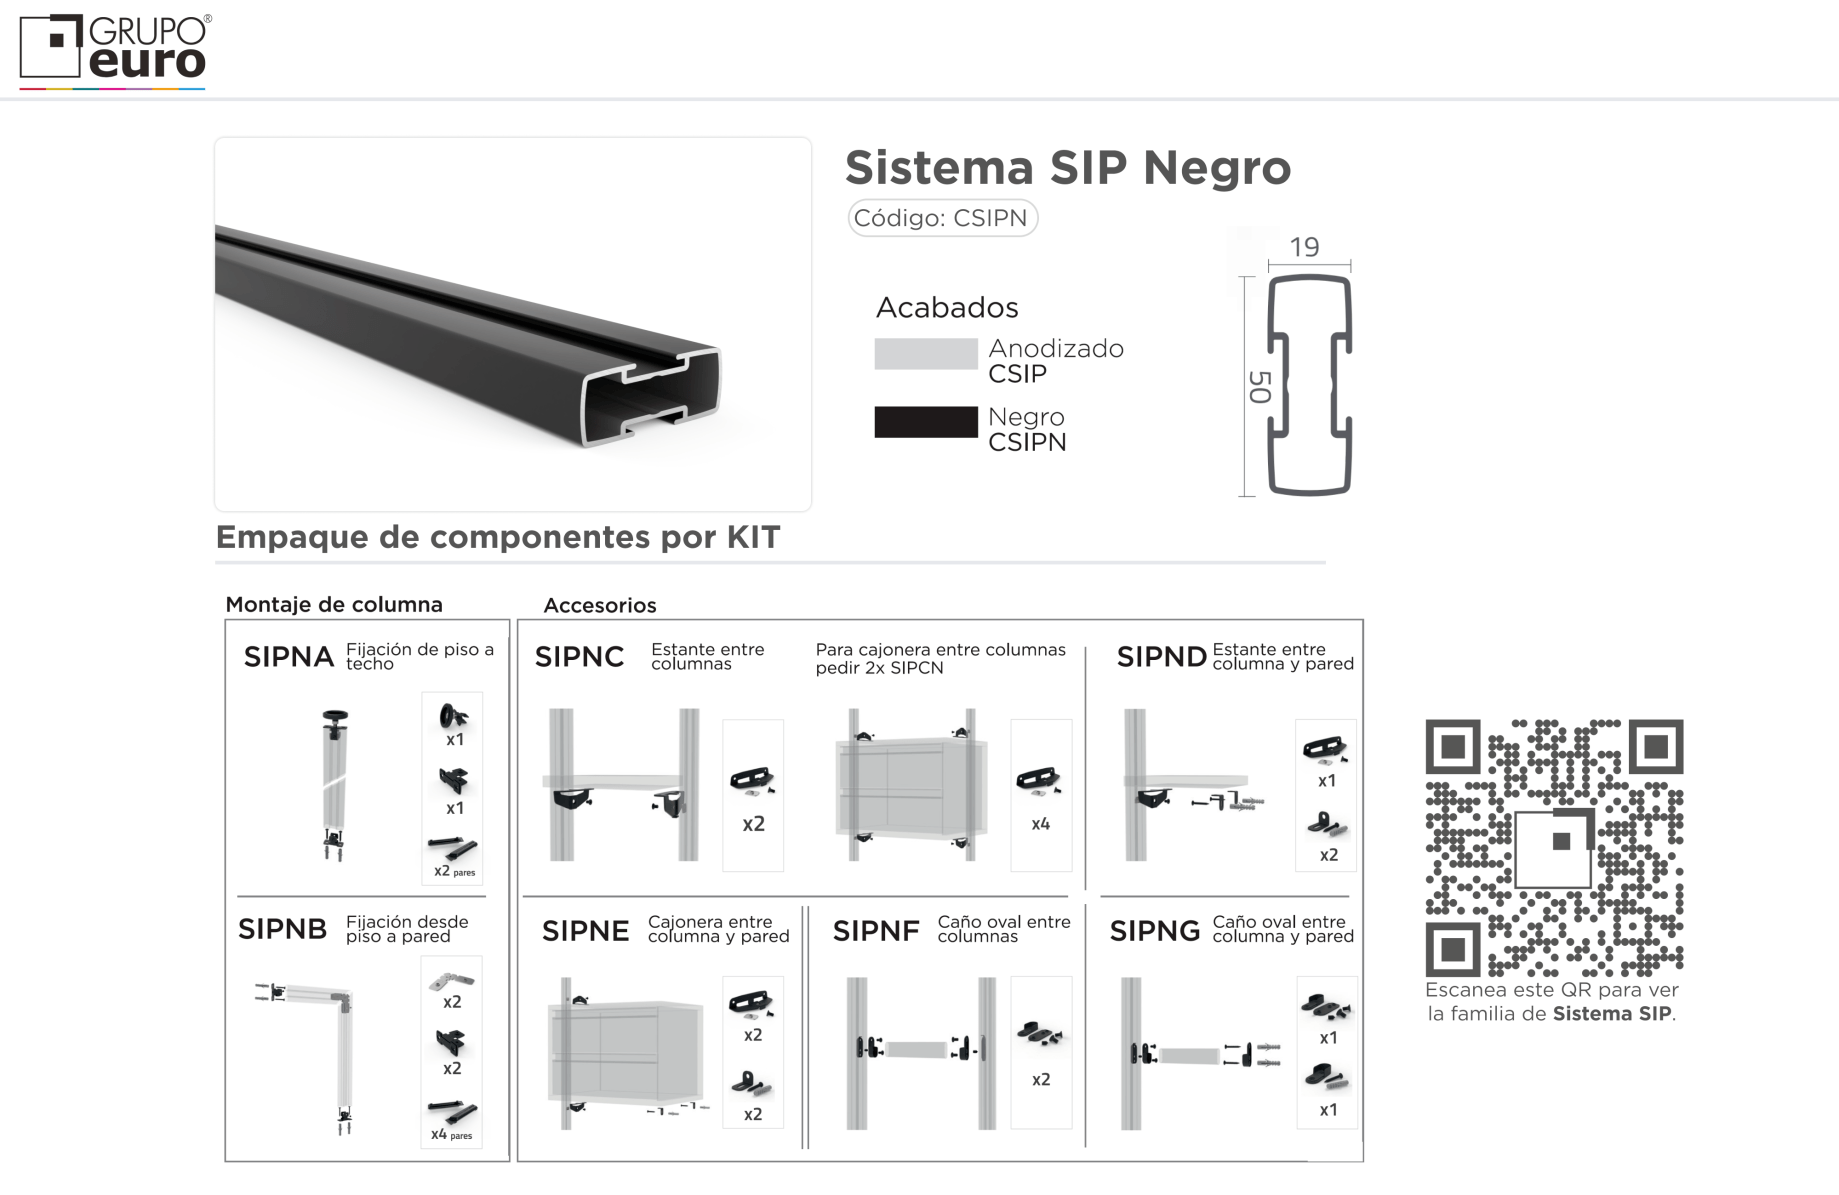 GRUPO®
euro
Sistema SIP Negro
Código: CSIPN
19
50
Acabados
Anodizado
CSIP
Negro
CSIPN
Empaque de componentes por KIT
Montaje de columna
Accesorios
SIPNA
Fijación de piso a
techo
x1
x1
x2 pares
SIPNC
Estante entre
columnas
x2
Para cajonera entre columnas
pedir 2x SIPCN
x4
SIPND
Estante entre
columna y pared
x1
x2
SIPNB
Fijación desde
piso a pared
x2
x2
x4 pares
SIPNE
Cajonera entre
columna y pared
x2
x2
SIPNF
Caño oval entre
columnas
x2
SIPNG
Caño oval entre
columna y pared
x1
x1
Escanea este QR para ver
la familia de Sistema SIP.